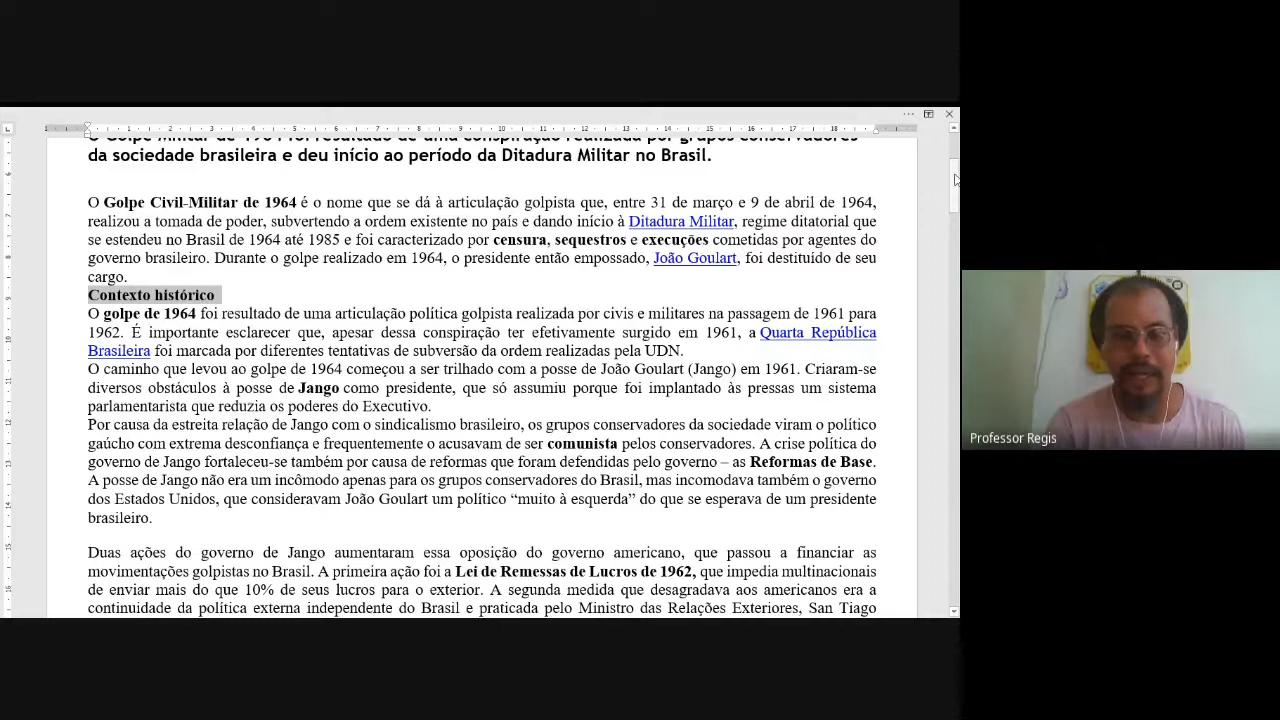 da sociedade brasileira e deu início ao período da Ditadura Militar no Brasil.
O Golpe Civil-Militar de 1964 é o nome que se dá à articulação golpista que, entre 31 de março e 9 de abril de 1964,
realizou a tomada de poder, subvertendo a ordem existente no país e dando início à Ditadura Militar, regime ditatorial que
se estendeu no Brasil de 1964 até 1985 e foi caracterizado por censura, sequestros e execuções cometidas por agentes do
governo brasileiro. Durante o golpe realizado em 1964, o presidente então empossado, João Goulart, foi destituído de seu
cargo.
Contexto histórico
O golpe de 1964 foi resultado de uma articulação política golpista realizada por civis e militares na passagem de 1961 para
1962. É importante esclarecer que, apesar dessa conspiração ter efetivamente surgido em 1961, a Quarta República
Brasileira foi marcada por diferentes tentativas de subversão da ordem realizadas pela UDN.
O caminho que levou ao golpe de 1964 começou a ser trilhado com a posse de João Goulart (Jango) em 1961. Criaram-se
diversos obstáculos à posse de Jango como presidente, que só assumiu porque foi implantado às pressas um sistema
parlamentarista que reduzia os poderes do Executivo.
Por causa da estreita relação de Jango com o sindicalismo brasileiro, os grupos conservadores da sociedade viram o político
gaúcho com extrema desconfiança e freqentemente o acusavam de ser comunista pelos conservadores. A crise política do
governo de Jango fortaleceu-se também por causa de reformas que foram defendidas pelo governo – as Reformas de Base.
A posse de Jango não era um incômodo apenas para os grupos conservadores do Brasil, mas incomodava também o governo
dos Estados Unidos, que consideravam João Goulart um político “muito à esquerda” do que se esperava de um presidente
brasileiro.
Duas ações do governo de Jango aumentaram essa oposição do governo americano, que passou a financiar as
movimentações golpistas no Brasil. A primeira ação foi a Lei de Remessas de Lucros de 1962, que impedia multinacionais
de enviar mais do que 10% de seus lucros para o exterior. A segunda medida que desagradava aos americanos era a
continuidade da política externa independente do Brasil e praticada pelo Ministro das Relações Exteriores, San Tiago
Professor Regis